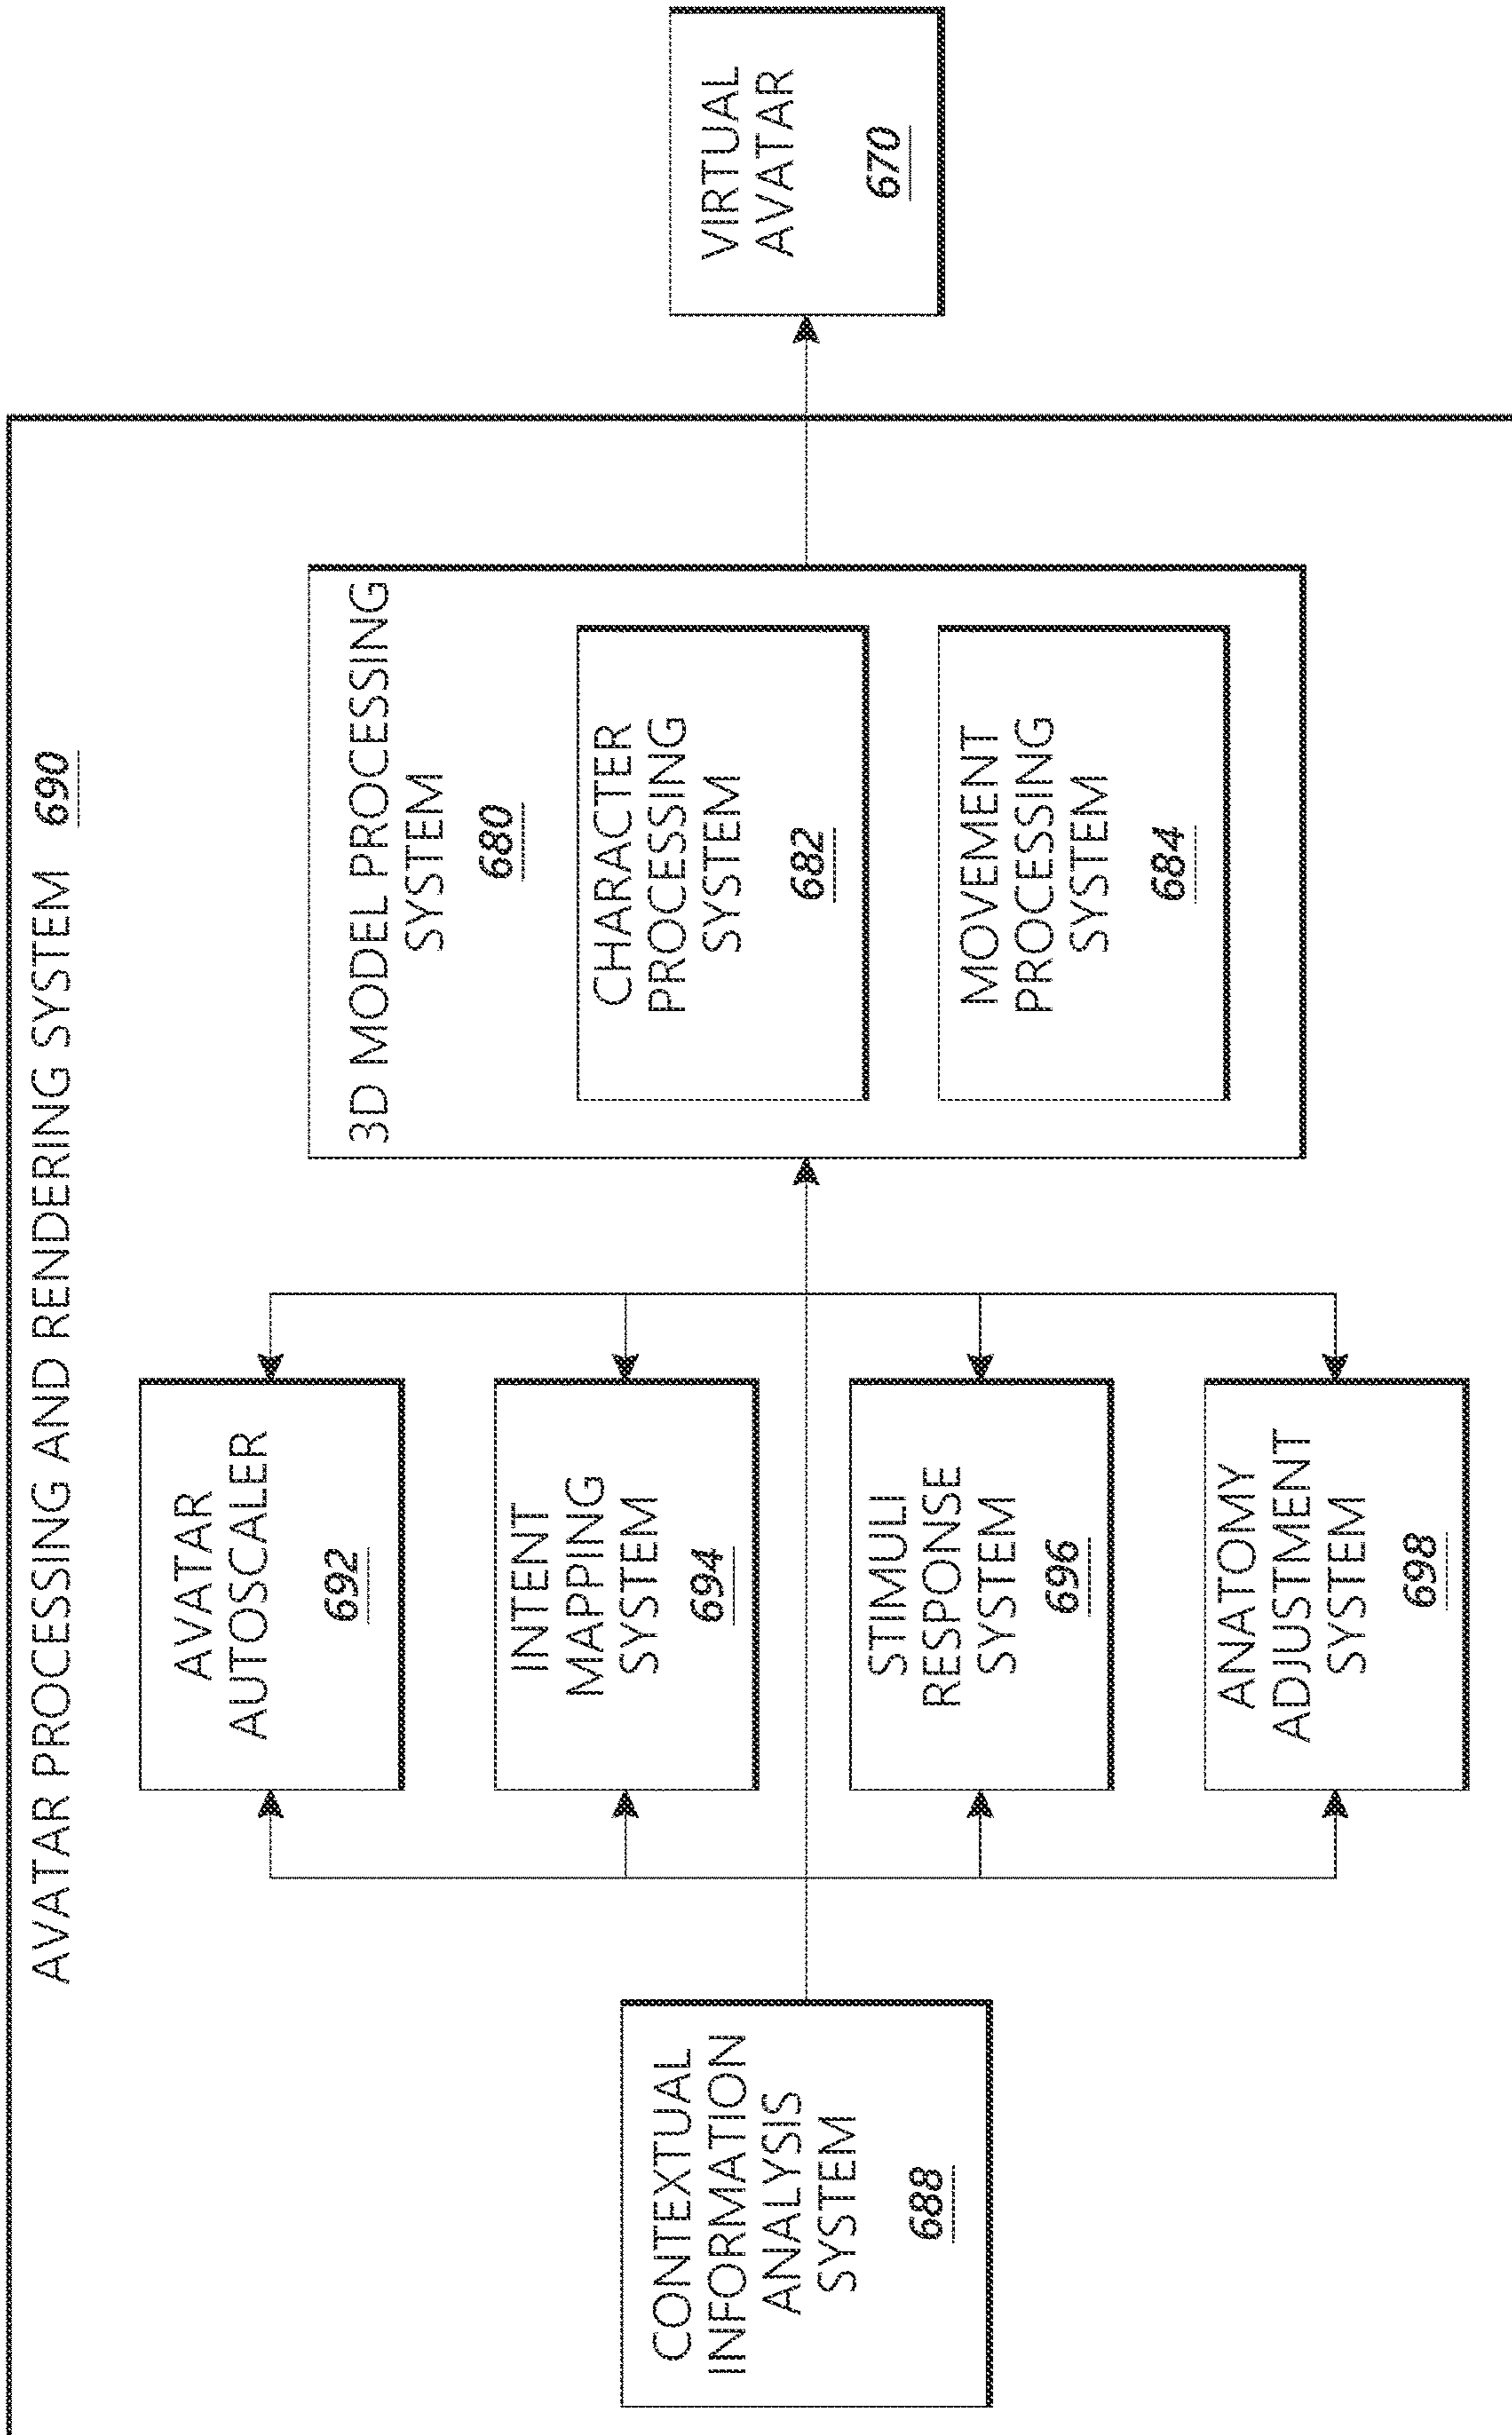 AVATAR PROCESSING AND RENDERING SYSTEM 690
CONTEXTUAL
INFORMATION
ANALYSIS
SYSTEM
688
AVATAR
AUTOSCALER
692
INTENT
MAPPING
SYSTEM
694
STIMULI
RESPONSE
SYSTEM
696
ANATOMY
ADJUSTMENT
SYSTEM
698
3D MODEL PROCESSING
SYSTEM
680
CHARACTER
PROCESSING
SYSTEM
682
MOVEMENT
PROCESSING
SYSTEM
684
VIRTUAL
AVATAR
670